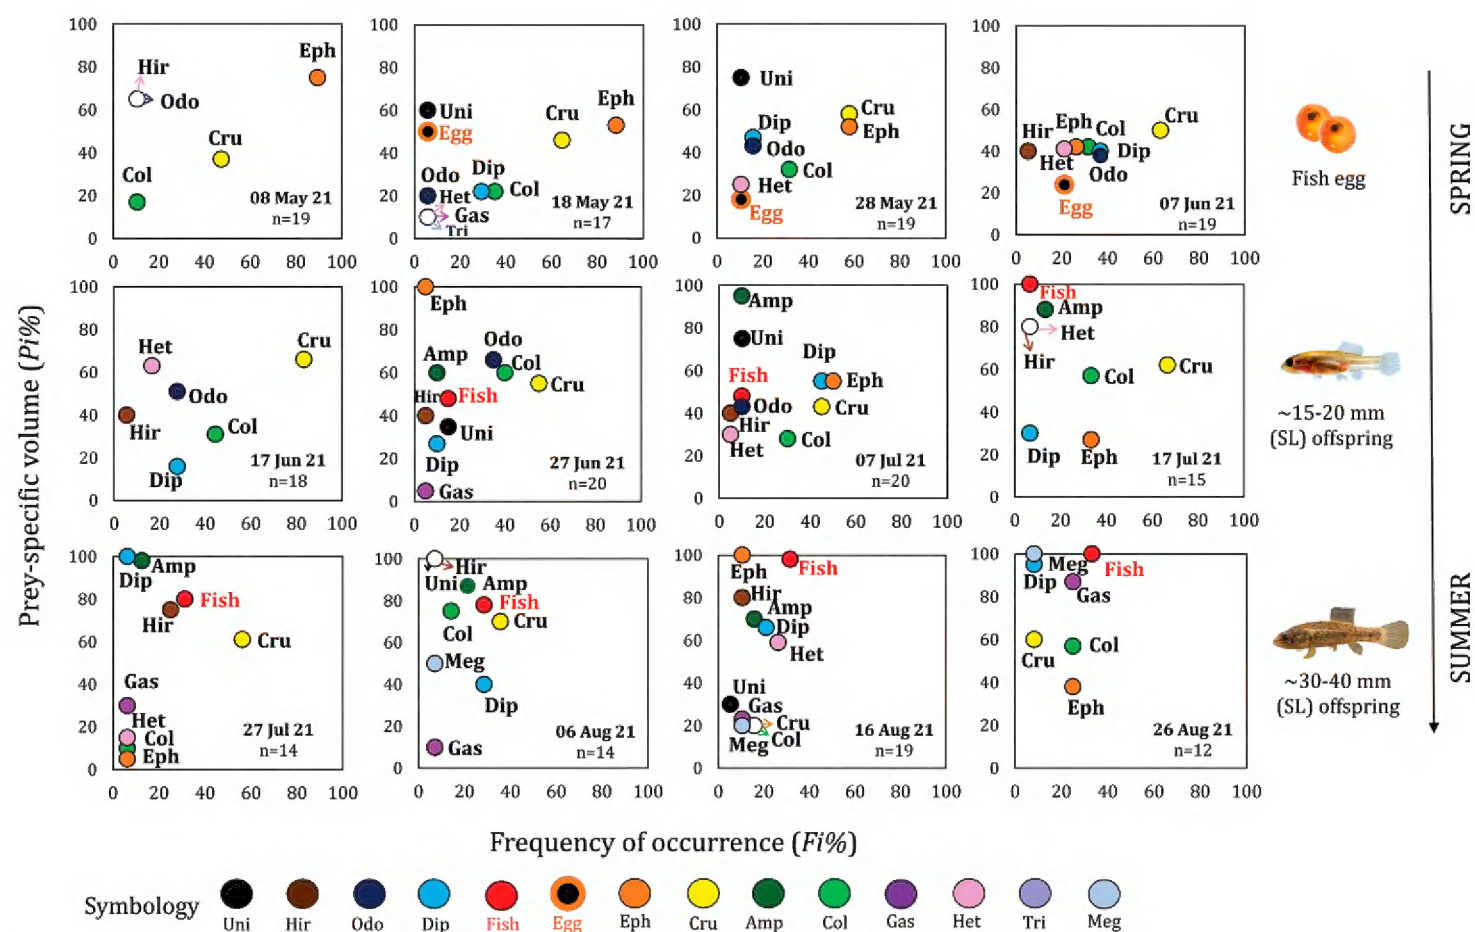 100
80
60
40
20
0
0 20 40 60 80 100
Hir
Odo
Eph
Cru
Col
08 May 21
n=19
100
80
60
40
20
0
0 20 40 60 80 100
Uni
Egg
Cru
Eph
Odo
Dip
Het
Col
Gas
Tri
18 May 21
n=17
100
80
60
40
20
0
0 20 40 60 80 100
Uni
Dip
Cru
Eph
Odo
Col
Het
Egg
28 May 21
n=19
100
80
60
40
20
0
0 20 40 60 80 100
Hir
Eph
Col
Cru
Het
Dip
Odo
Egg
07 Jun 21
n=19
Fish egg
SPRING
Prey-specific volume (Pi%)
100
80
60
40
20
0
0 20 40 60 80 100
Het
Cru
Odo
Hir
Col
Dip
17 Jun 21
n=18
100
80
60
40
20
0
0 20 40 60 80 100
Eph
Amp
Odo
Col
Hir
Fish
Cru
Uni
Dip
Gas
27 Jun 21
n=20
100
80
60
40
20
0
0 20 40 60 80 100
Amp
Uni
Dip
Fish
Eph
Odo
Cru
Hir
Het
Col
07 Jul 21
n=20
100
80
60
40
20
0
0 20 40 60 80 100
Fish
Amp
Het
Hir
Col
Cru
Dip
Eph
17 Jul 21
n=15
~15-20 mm
(SL) offspring
100
80
60
40
20
0
0 20 40 60 80 100
Dip
Amp
Hir
Fish
Cru
Gas
Het
Col
Eph
27 Jul 21
n=14
100
80
60
40
20
0
0 20 40 60 80 100
Hir
Uni
Amp
Fish
Col
Cru
Meg
Dip
Gas
06 Aug 21
n=14
100
80
60
40
20
0
0 20 40 60 80 100
Eph
Fish
Hir
Amp
Dip
Het
Uni
Gas
Cru
Meg
Col
16 Aug 21
n=19
100
80
60
40
20
0
0 20 40 60 80 100
Meg
Dip
Fish
Gas
Cru
Col
Eph
26 Aug 21
n=12
~30-40 mm
(SL) offspring
SUMMER
Frequency of occurrence (Fi%)
Symbology
Uni Hir Odo Dip Fish Egg Eph Cru Amp Col Gas Het Tri Meg